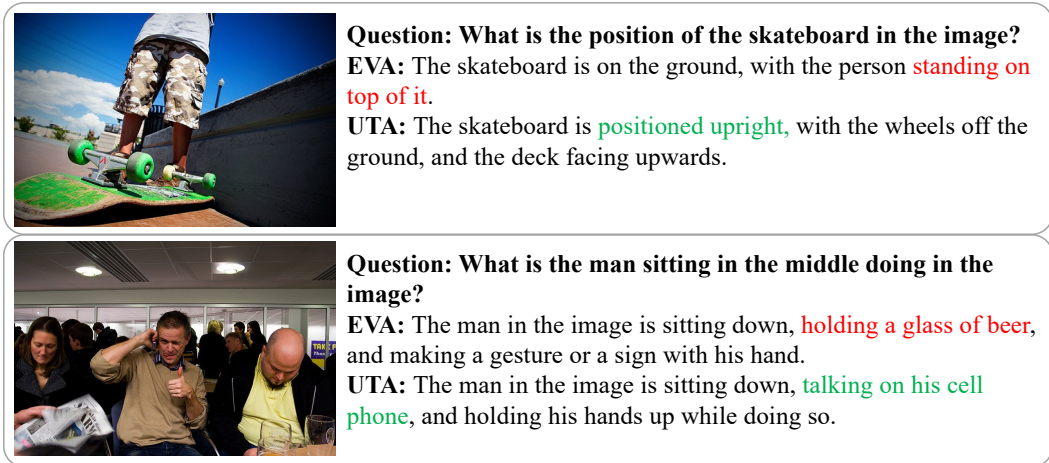 Question: What is the position of the skateboard in the image?
EVA: The skateboard is on the ground, with the person standing on
top of it.
UTA: The skateboard is positioned upright, with the wheels off the
ground, and the deck facing upwards.
Question: What is the man sitting in the middle doing in the
image?
EVA: The man in the image is sitting down, holding a glass of beer,
and making a gesture or a sign with his hand.
UTA: The man in the image is sitting down, talking on his cell
phone, and holding his hands up while doing so.